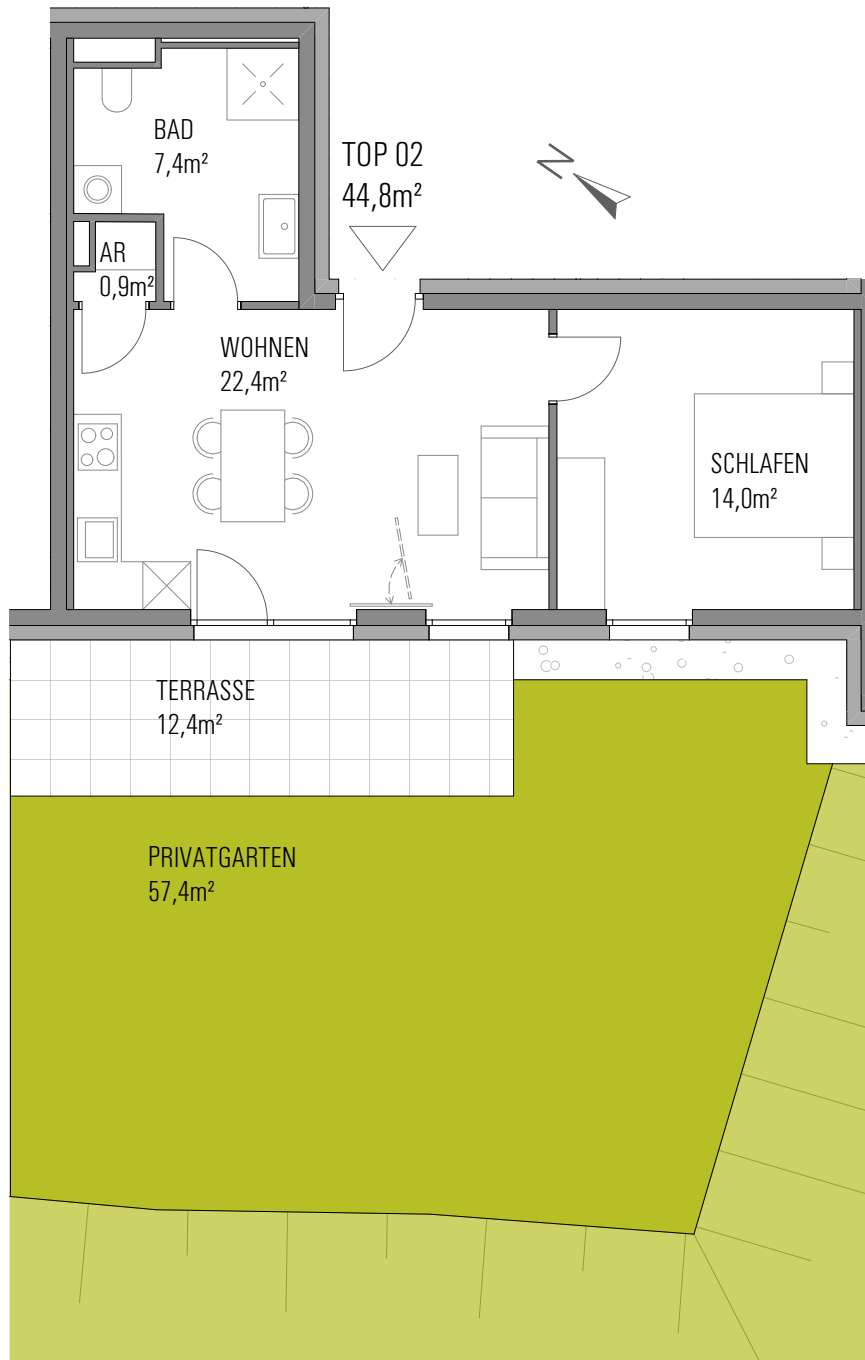 BAD
7,4m²
TOP 02
44,8m²
N
AR
0,9m²
WOHNEN
22,4m²
SCHLAFEN
14,0m²
TERRASSE
12,4m²
PRIVATGARTEN
57,4m²